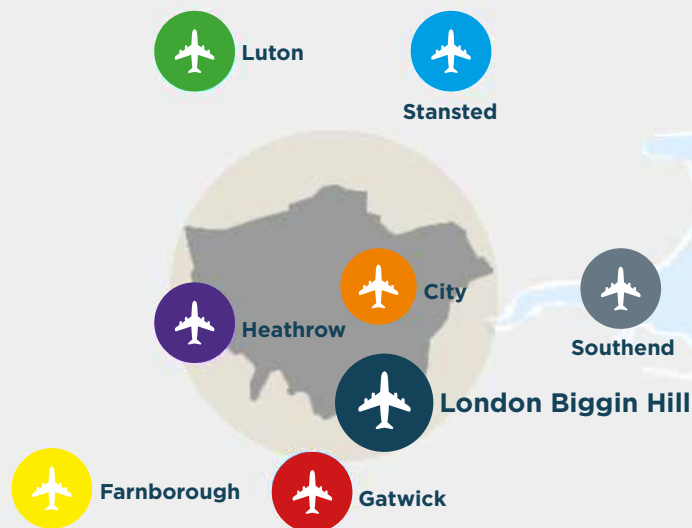 Luton
Stansted
City
Heathrow
Southend
London Biggin Hill
Farnborough
Gatwick